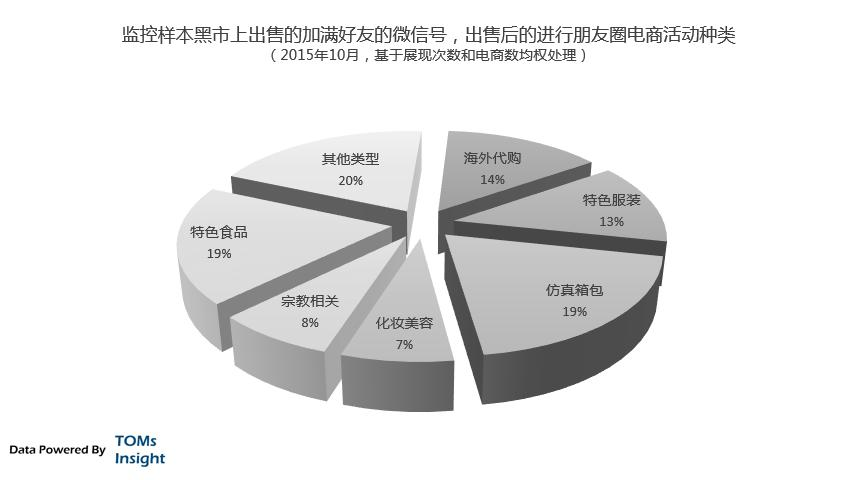 监控样本黑市上出售的加满好友的微信号，出售后的进行朋友圈电商活动种类
（2015年10月，基于展现次数和电商数均权处理）
其他类型
20%
海外代购
14%
特色服装
13%
特色食品
19%
仿真箱包
19%
宗教相关
8%
化妆美容
7%
Data Powered By
TOMs
Insight